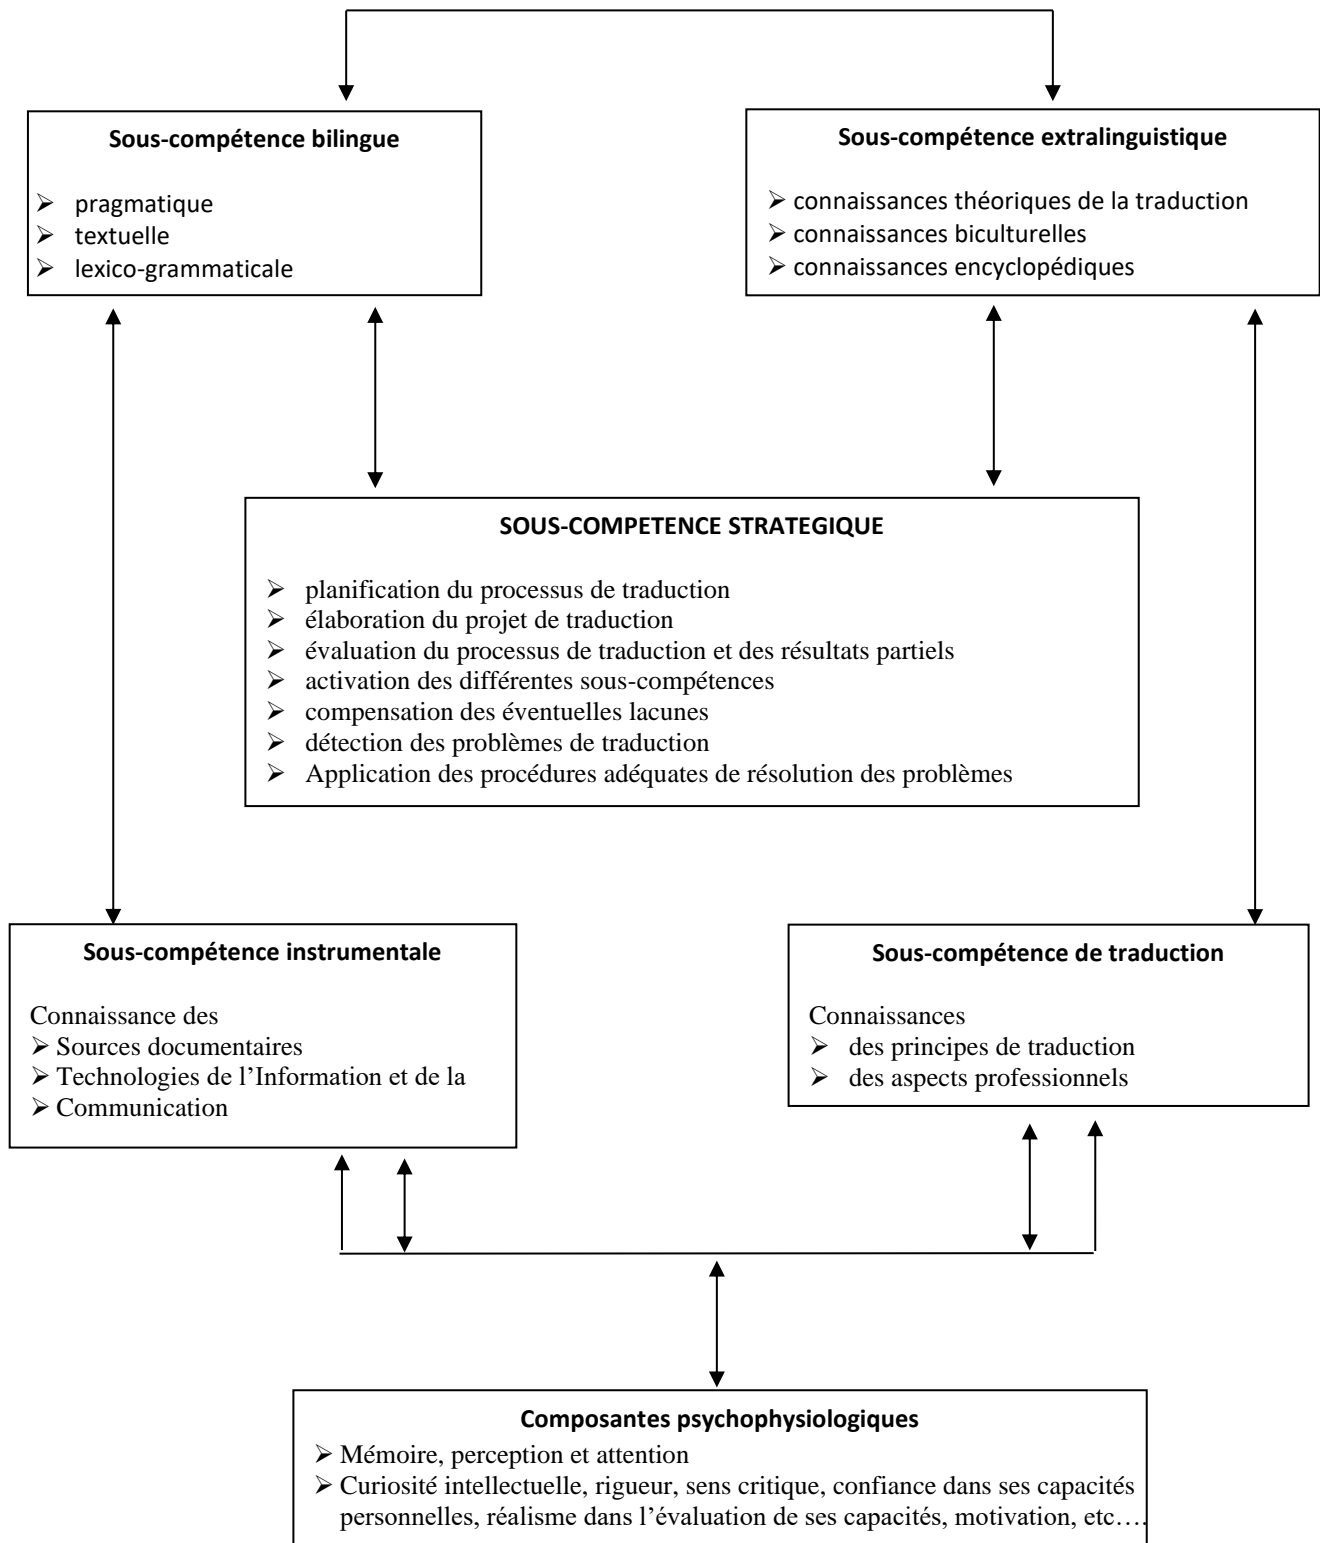 Sous-compétence bilingue
➢ pragmatique
➢ textuelle
➢ lexico-grammaticale
Sous-compétence extralinguistique
➢ connaissances théoriques de la traduction
➢ connaissances biculturelles
➢ connaissances encyclopédiques
SOUS-COMPETENCE STRATEGIQUE
➢ planification du processus de traduction
➢ élaboration du projet de traduction
➢ évaluation du processus de traduction et des résultats partiels
➢ activation des différentes sous-compétences
➢ compensation des éventuelles lacunes
➢ détection des problèmes de traduction
➢ Application des procédures adéquates de résolution des problèmes
Sous-compétence instrumentale
Connaissance des
➢ Sources documentaires
➢ Technologies de l’Information et de la
➢ Communication
Sous-compétence de traduction
Connaissances
➢ des principes de traduction
➢ des aspects professionnels
Composantes psychophysiologiques
➢ Mémoire, perception et attention
➢ Curiosité intellectuelle, rigueur, sens critique, confiance dans ses capacités
personnelles, réalisme dans l’évaluation de ses capacités, motivation, etc….